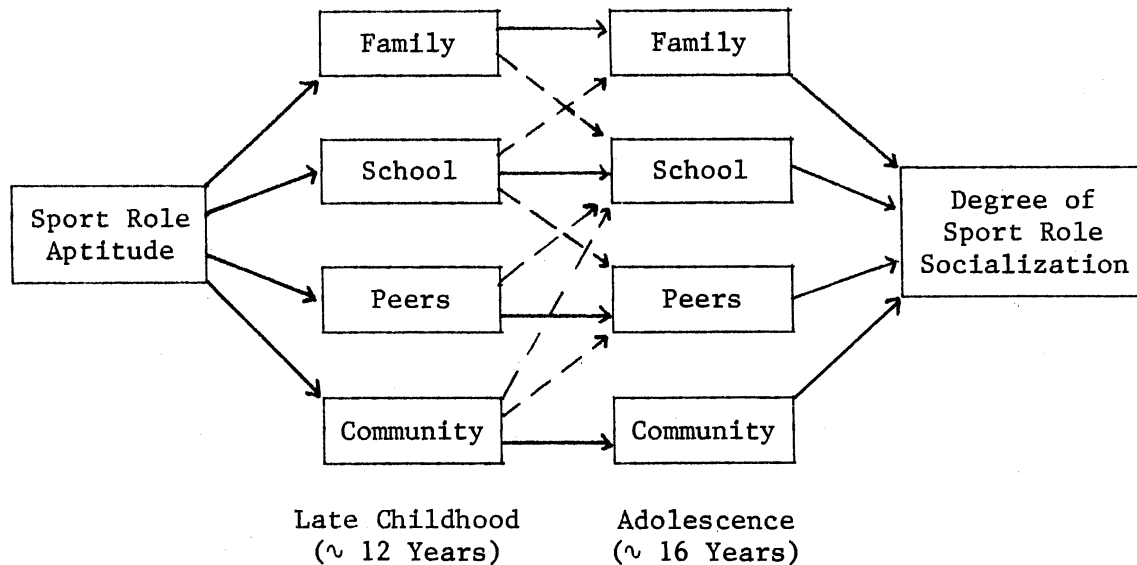 Family
Family
School
School
Sport Role
Aptitude
Degree of
Sport Role
Socialization
Peers
Peers
Community
Community
Late Childhood
(~ 12 Years)
Adolescence
(~ 16 Years)